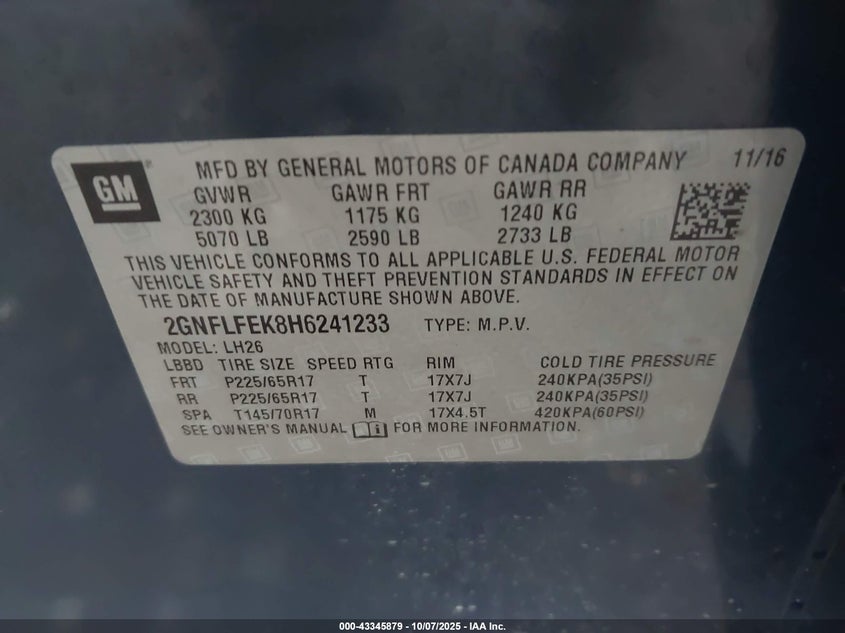 GM
MFD BY GENERAL MOTORS OF CANADA COMPANY 11/16
GVWR GAWR FRT GAWR RR
2300 KG 1175 KG 1240 KG
5070 LB 2590 LB 2733 LB
THIS VEHICLE CONFORMS TO ALL APPLICABLE U.S. FEDERAL MOTOR
VEHICLE SAFETY AND THEFT PREVENTION STANDARDS IN EFFECT ON
THE DATE OF MANUFACTURE SHOWN ABOVE.
2GNFLFEK8H6241233 TYPE: M.P.V.
MODEL: LH26
LBBD TIRE SIZE SPEED RTG RIM COLD TIRE PRESSURE
FRT P225/65R17 T 17X7J 240KPA(35PSI)
RR P225/65R17 T 17X7J 240KPA(35PSI)
SPA T145/70R17 M 17X4.5T 420KPA(60PSI)
SEE OWNER'S MANUAL i FOR MORE INFORMATION.
000-43345879 - 10/07/2025 - IAA Inc.